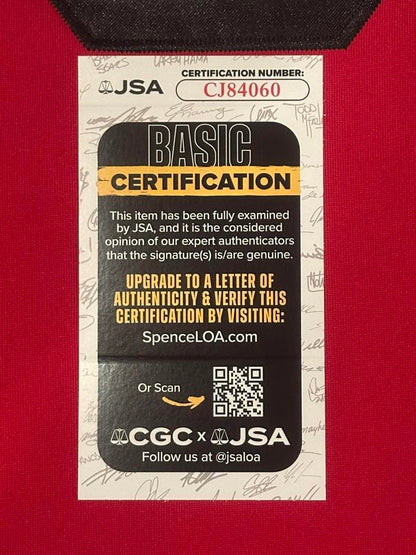 JSA
CERTIFICATION NUMBER:
CJ84060
LARRY HAMA
BASIC
CERTIFICATION
This item has been fully examined
by JSA, and it is the considered
opinion of our expert authenticators
that the signature(s) is/are genuine.
UPGRADE TO A LETTER OF
AUTHENTICITY & VERIFY THIS
CERTIFICATION BY VISITING:
SpenceLOA.com
Or Scan
CGC x JSA
Follow us at @jsaloa